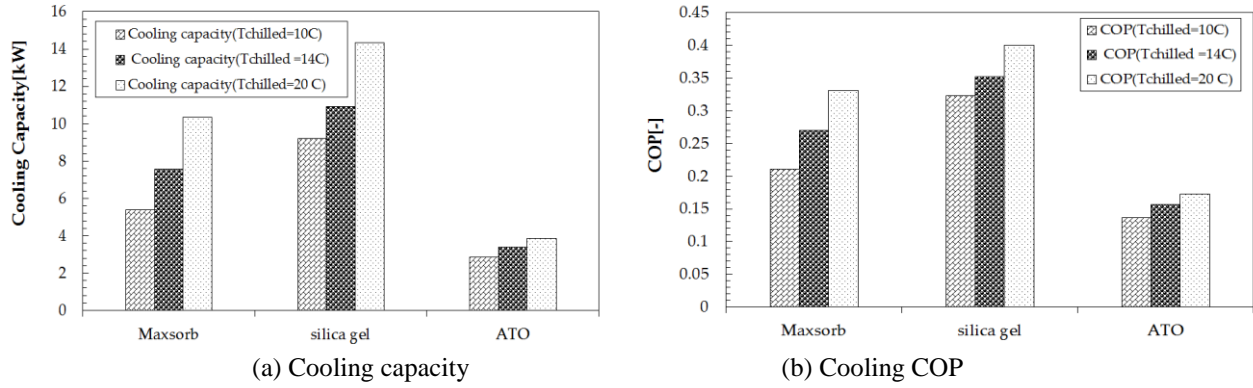 Cooling Capacity[kW]
16
14
12
10
8
6
4
2
0
Cooling capacity(Tchilled=10C)
Cooling capacity(Tchilled =14C)
Cooling capacity(Tchilled=20 C)
Maxsorb silica gel ATO
(a) Cooling capacity
COP[-]
0.45
0.4
0.35
0.3
0.25
0.2
0.15
0.1
0.05
0
COP(Tchilled=10C)
COP(Tchilled =14C)
COP(Tchilled=20 C)
Maxsorb silica gel ATO
(b) Cooling COP